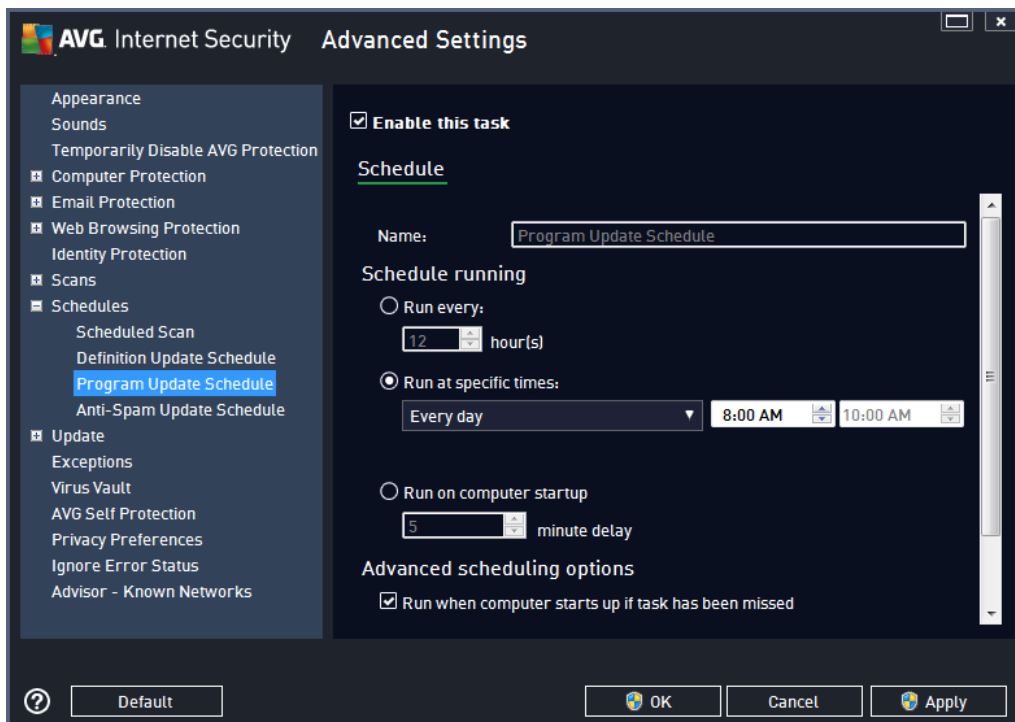 AVG. Internet Security Advanced Settings
Appearance
Sounds
Temporarily Disable AVG Protection
Computer Protection
Email Protection
Web Browsing Protection
Identity Protection
Scans
Schedules
Scheduled Scan
Definition Update Schedule
Program Update Schedule
Anti-Spam Update Schedule
Update
Exceptions
Virus Vault
AVG Self Protection
Privacy Preferences
Ignore Error Status
Advisor - Known Networks
Enable this task
Schedule
Name: Program Update Schedule
Schedule running
Run every:
12 hour(s)
Run at specific times:
Every day 8:00 AM 10:00 AM
Run on computer startup
5 minute delay
Advanced scheduling options
Run when computer starts up if task has been missed
? Default OK Cancel Apply